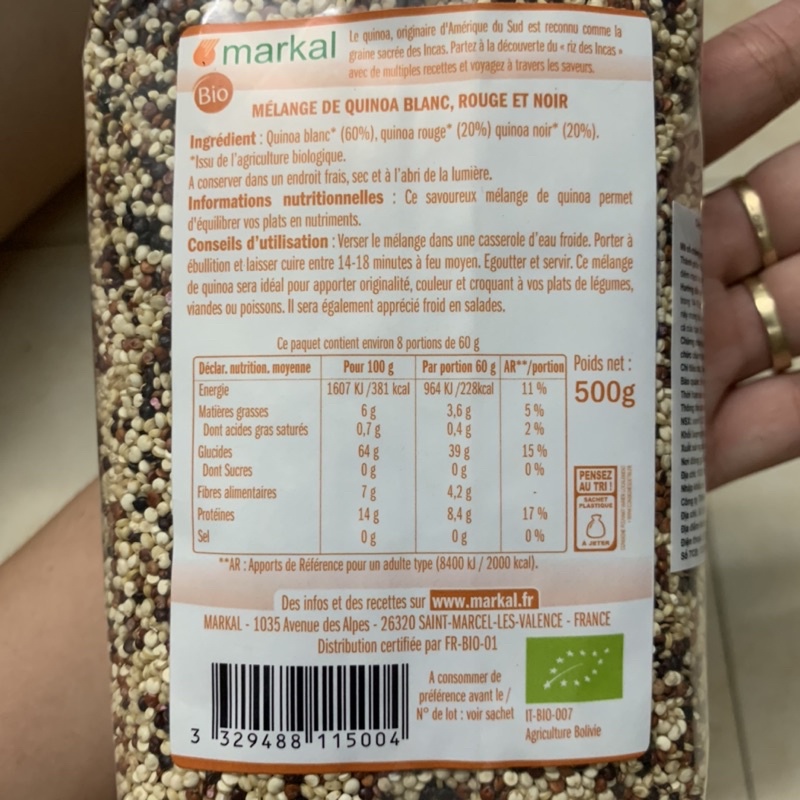 markal
Le quinoa, originaire d'Amérique du Sud est reconnu comme la
graine sacrée des Incas. Partez à la découverte du « riz des Incas »
avec de multiples recettes et voyagez à travers les saveurs.
Bio
MÉLANGE DE QUINOA BLANC, ROUGE ET NOIR
Ingrédient : Quinoa blanc* (60%), quinoa rouge* (20%) quinoa noir* (20%).
*Issu de l'agriculture biologique.
A conserver dans un endroit frais, sec et à l'abri de la lumière.
Informations nutritionnelles : Ce savoureux mélange de quinoa permet
d'équilibrer vos plats en nutriments.
Conseils d'utilisation : Verser le mélange dans une casserole d'eau froide. Porter à
ébullition et laisser cuire entre 14-18 minutes à feu moyen. Egoutter et servir. Ce mélange
de quinoa sera idéal pour apporter originalité, couleur et croquant à vos plats de légumes,
viandes ou poissons. Il sera également apprécié froid en salades.
Ce paquet contient environ 8 portions de 60 g
Déclar. nutrition. moyenne Pour 100 g Par portion 60 g AR**/portion
Energie 1607 KJ /381 kcal 964 KJ /228kcal 11 %
Matières grasses 6 g 3,6 g 5 %
Dont acides gras saturés 0,7 g 0,4 g 2 %
Glucides 64 g 39 g 15 %
Dont Sucres 0 g 0 g 0 %
Fibres alimentaires 7 g 4,2 g -
Protéines 14 g 8,4 g 17 %
Sel 0 g 0 g 0 %
Poids net :
500g
PENSEZ
AU TRI !
SACHET
PLASTIQUE
A JETER
**AR : Apports de Référence pour un adulte type (8400 kJ / 2000 kcal).
Des infos et des recettes sur www.markal.fr
MARKAL - 1035 Avenue des Alpes - 26320 SAINT-MARCEL-LES-VALENCE - FRANCE
Distribution certifiée par FR-BIO-01
A consommer de
préférence avant le /
N° de lot : voir sachet
IT-BIO-007
Agriculture Bolivie
3 329488 115004